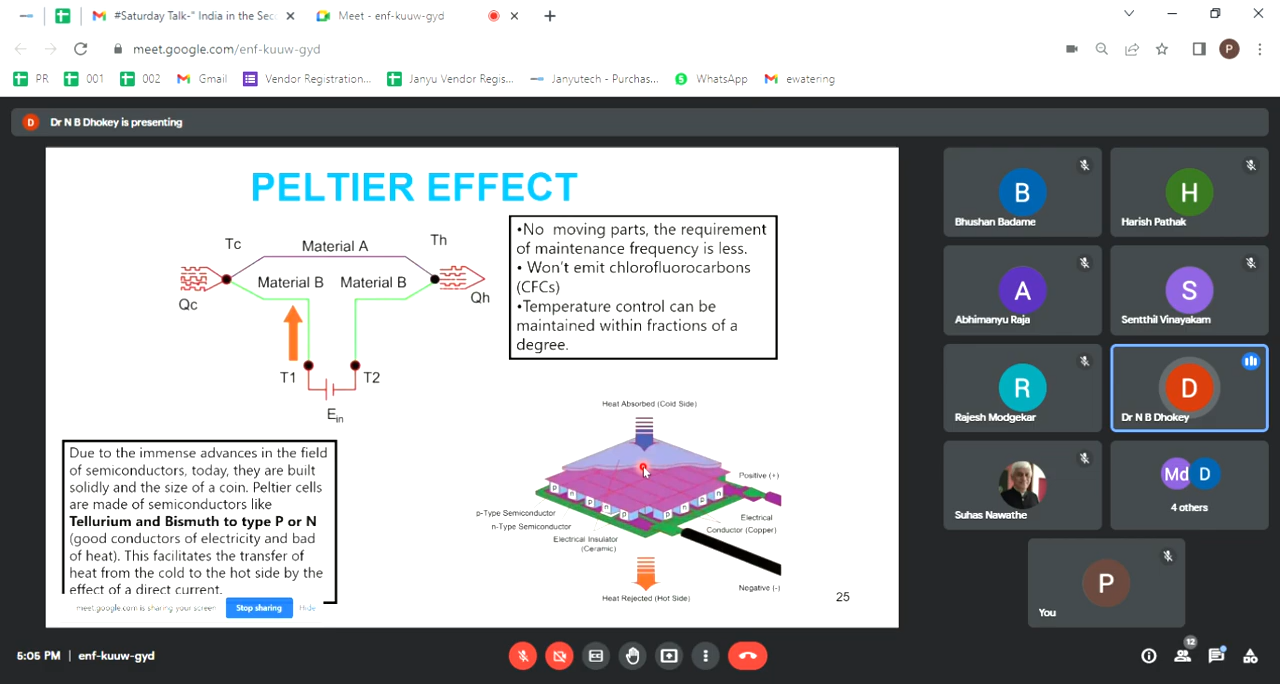 #Saturday Talk-" India in the Sec
Meet - enf-kuuw-gyd
meet.google.com/enf-kuuw-gyd
P
PR
001
002
Gmail
Vendor Registration...
Janyu Vendor Regis...
Janyutech - Purchas...
WhatsApp
ewatering
D
Dr N B Dhokey is presenting
PELTIER EFFECT
Tc
Material A
Th
Material B
Material B
Qc
Qh
T1
T2
Ein
•No moving parts, the requirement
of maintenance frequency is less.
• Won't emit chlorofluorocarbons
(CFCs)
•Temperature control can be
maintained within fractions of a
degree.
Due to the immense advances in the field
of semiconductors, today, they are built
solidly and the size of a coin. Peltier cells
are made of semiconductors like
Tellurium and Bismuth to type P or N
(good conductors of electricity and bad
of heat). This facilitates the transfer of
heat from the cold to the hot side by the
effect of a direct current.
meet.google.com is sharing your screen
Stop sharing
Hide
Heat Absorbed (Cold Side)
Positive (+)
p
n
p
n
p
p
n
p
n
p-Type Semiconductor
n-Type Semiconductor
Electrical Insulator
(Ceramic)
Electrical
Conductor (Copper)
Negative (-)
Heat Rejected (Hot Side)
25
B
Bhushan Badame
H
Harish Pathak
A
Abhimanyu Raja
S
Sentthil Vinayakam
R
Rajesh Modgekar
D
Dr N B Dhokey
Suhas Nawathe
Md
D
4 others
P
You
5:05 PM | enf-kuuw-gyd
12